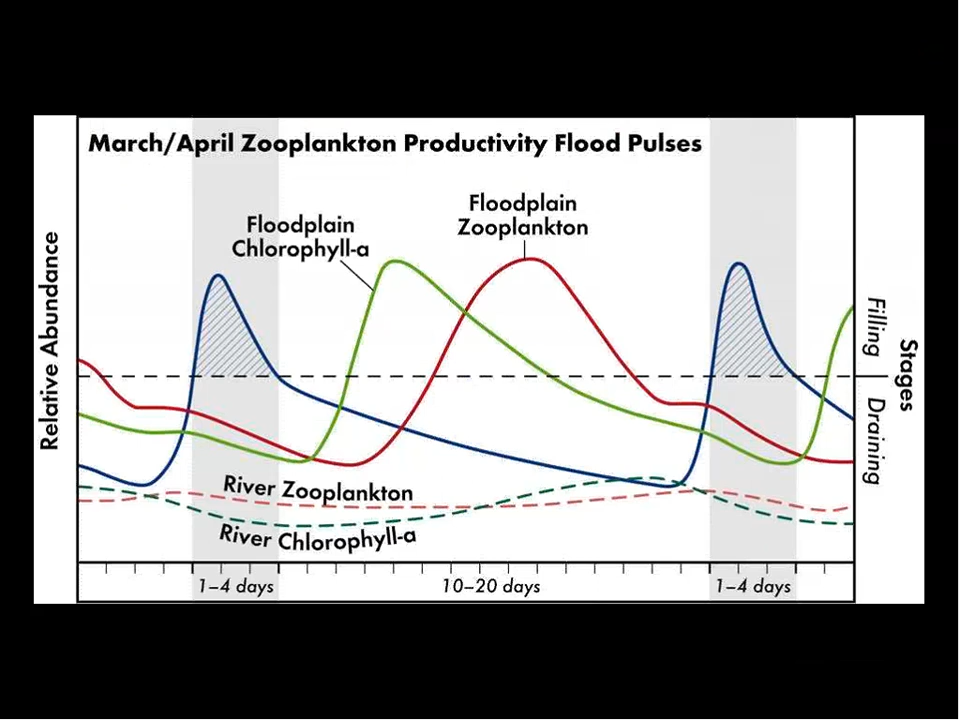 March/April Zooplankton Productivity Flood Pulses
Floodplain
Zooplankton
Floodplain
Chlorophyll-a
Relative Abundance
Filling
Draining
Stages
River Zooplankton
River Chlorophyll-a
1–4 days
10–20 days
1–4 days